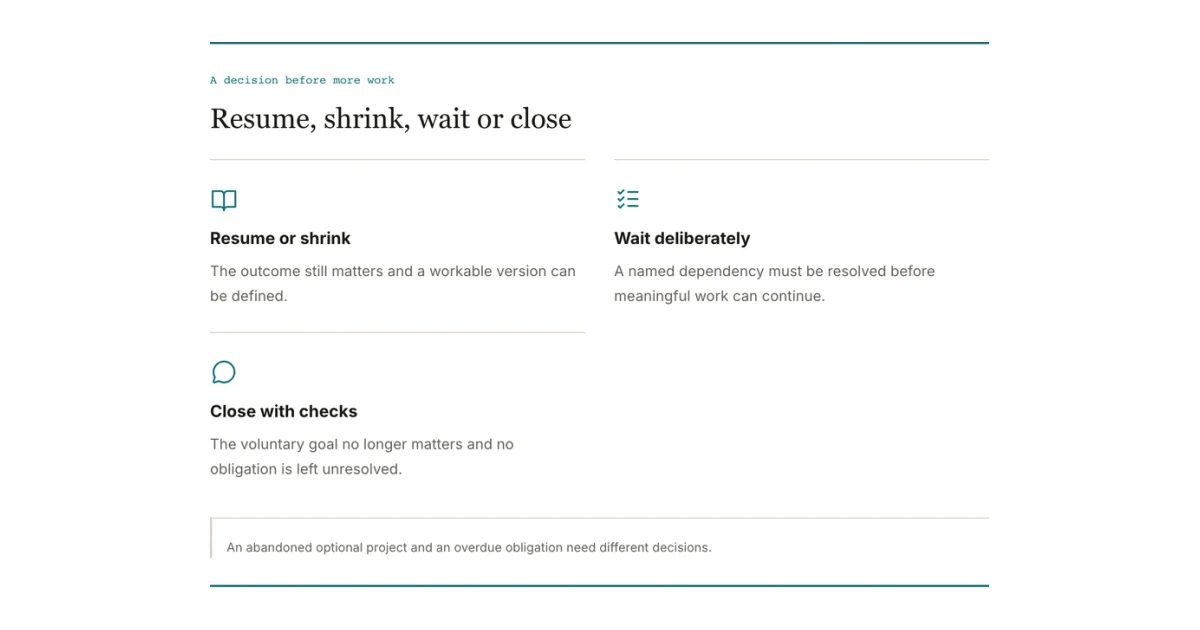 A decision before more work
Resume, shrink, wait or close
Resume or shrink
The outcome still matters and a workable version can
be defined.
Wait deliberately
A named dependency must be resolved before
meaningful work can continue.
Close with checks
The voluntary goal no longer matters and no
obligation is left unresolved.
An abandoned optional project and an overdue obligation need different decisions.